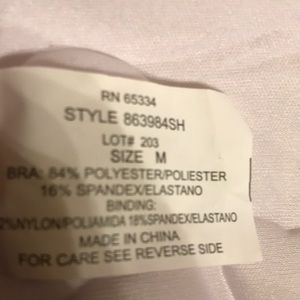 RN 65334
STYLE 863984SH
LOT# 203
SIZE M
BRA: 84% POLYESTER/POLIESTER
16% SPANDEX/ELASTANO
BINDING:
2%NYLON/POLIAMIDA 18%SPANDEX/ELASTANO
MADE IN CHINA
FOR CARE SEE REVERSE SIDE